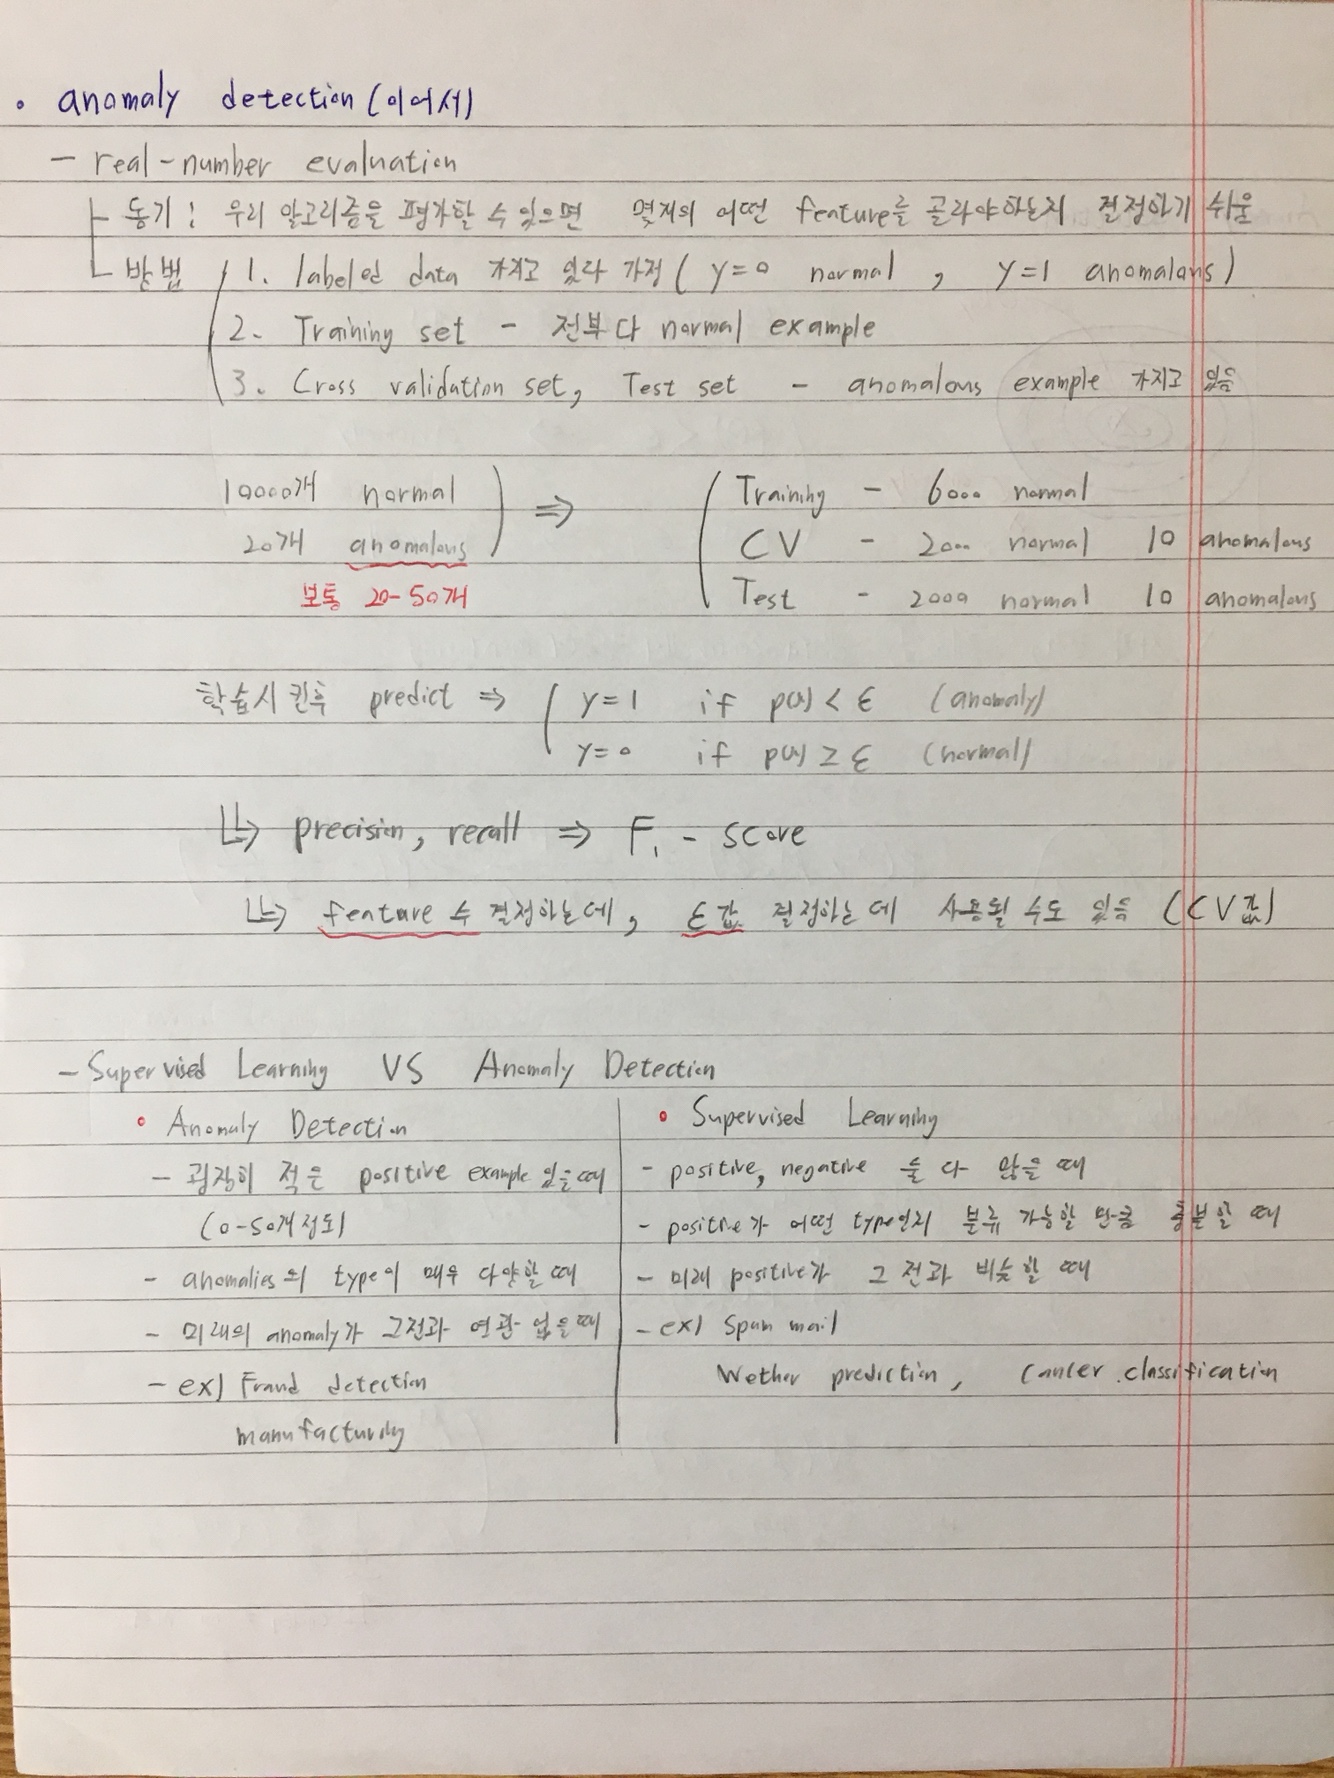 • anomaly detection (이어서)
- real-number evaluation
동기 : 우리 알고리즘을 평가할 수 있으면 몇개의 어떤 feature를 골라야하는지 결정하기 쉬움
방법 1. labeled data 가지고 있다 가정 ( y=0 normal , y=1 anomalous )
2. Training set - 전부 다 normal example
3. Cross validation set, Test set - anomalous example 가지고 있음
10000개 normal ⇒ Training - 6000 normal
20개 anomalous CV - 2000 normal 10 anomalous
보통 20-50개 Test - 2000 normal 10 anomalous
학습시킨후 predict ⇒ y=1 if p(x) < ε (anomaly)
y=0 if p(x) ≥ ε (normal)
↳ precision, recall ⇒ F₁ - score
↳ feature 수 결정하는데, ε값 결정하는데 사용될 수도 있음 (CV값)
- Supervised Learning VS Anomaly Detection
• Anomaly Detection
- 굉장히 적은 positive example 있을때
(0-50개 정도)
- anomalies의 type이 매우 다양할 때
- 미래의 anomaly가 그전과 연관 없을때
- ex) Fraud detection
manufacturing
• Supervised Learning
- positive, negative 둘 다 많을 때
- positive가 어떤 type인지 분류 가능할 만큼 충분할 때
- 미래 positive가 그 전과 비슷할 때
- ex) Spam mail
Wether prediction, Cancer classification